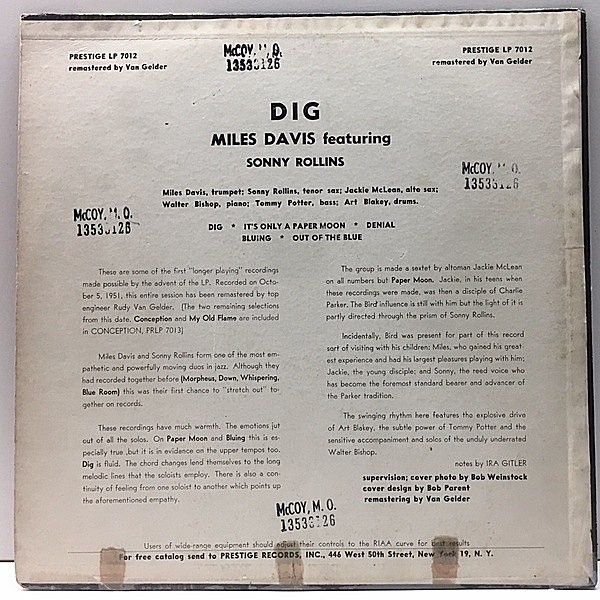 PRESTIGE LP 7012
remastered by Van Gelder
McCOY, M. O.
13533126
PRESTIGE LP 7012
remastered by Van Gelder
DIG
MILES DAVIS featuring
SONNY ROLLINS
McCOY, M. O.
13533126
Miles Davis, trumpet; Sonny Rollins, tenor sax; Jackie McLean, alto sax;
Walter Bishop, piano; Tommy Potter, bass; Art Blakey, drums.
McCOY, M. O.
13533126
DIG * IT'S ONLY A PAPER MOON * DENIAL
BLUING * OUT OF THE BLUE
These are some of the first "longer playing" recordings
made possible by the advent of the LP. Recorded on Octo-
ber 5, 1951, this entire session has been remastered by top
engineer Rudy Van Gelder. (The two remaining selections
from this date, Conception and My Old Flame are included
in CONCEPTION, PRLP 7013)
Miles Davis and Sonny Rollins form one of the most em-
pathetic and powerfully moving duos in jazz. Although they
had recorded together before (Morpheus, Down, Whispering,
Blue Room) this was their first chance to "stretch out" to-
gether on records.
These recordings have much warmth. The emotions jut
out of all the solos. On Paper Moon and Bluing this is es-
pecially true, but it is in evidence on the upper tempos too.
Dig is fluid. The chord changes lend themselves to the long
melodic lines that the soloists employ. There is also a con-
tinuity of feeling from one soloist to another which points up
the aforementioned empathy.
The group is made a sextet by altoman Jackie McLean
on all numbers but Paper Moon. Jackie, in his teens when
these recordings were made, was then a disciple of Charlie
Parker. The Bird influence is still with him but the light of it is
partly directed through the prism of Sonny Rollins.
Incidentally, Bird was present for part of this record
sort of visiting with his children: Miles, who gained his great-
est experience and had his largest pleasures playing with him;
Jackie, the young disciple; and Sonny, the reed voice who
has become the foremost standard bearer and advancer of
the Parker tradition.
The swinging rhythm here features the explosive drive
of Art Blakey, the subtle power of Tommy Potter and the
sensitive accompaniment and solos of the unduly underrated
Walter Bishop.
notes by IRA GITLER
supervision; cover photo by Bob Weinstock
cover design by Bob Parent
remastering by Van Gelder
McCOY, M. O.
13533126
Users of wide-range equipment should adjust their controls to the RIAA curve for best results
For free catalog send to PRESTIGE RECORDS, INC., 446 West 50th Street, New York 19, N. Y.